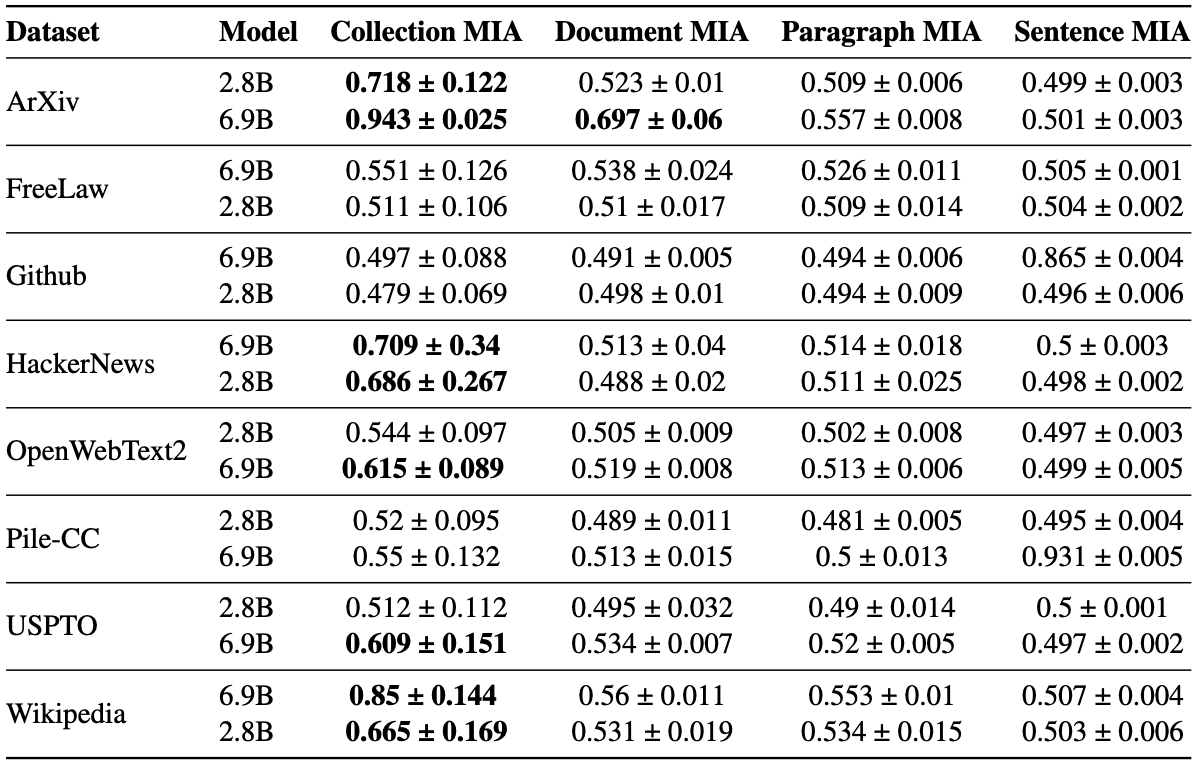 Dataset Model Collection MIA Document MIA Paragraph MIA Sentence MIA
ArXiv 2.8B 0.718 ± 0.122 0.523 ± 0.01 0.509 ± 0.006 0.499 ± 0.003
6.9B 0.943 ± 0.025 0.697 ± 0.06 0.557 ± 0.008 0.501 ± 0.003
FreeLaw 6.9B 0.551 ± 0.126 0.538 ± 0.024 0.526 ± 0.011 0.505 ± 0.001
2.8B 0.511 ± 0.106 0.51 ± 0.017 0.509 ± 0.014 0.504 ± 0.002
Github 6.9B 0.497 ± 0.088 0.491 ± 0.005 0.494 ± 0.006 0.865 ± 0.004
2.8B 0.479 ± 0.069 0.498 ± 0.01 0.494 ± 0.009 0.496 ± 0.006
HackerNews 6.9B 0.709 ± 0.34 0.513 ± 0.04 0.514 ± 0.018 0.5 ± 0.003
2.8B 0.686 ± 0.267 0.488 ± 0.02 0.511 ± 0.025 0.498 ± 0.002
OpenWebText2 2.8B 0.544 ± 0.097 0.505 ± 0.009 0.502 ± 0.008 0.497 ± 0.003
6.9B 0.615 ± 0.089 0.519 ± 0.008 0.513 ± 0.006 0.499 ± 0.005
Pile-CC 2.8B 0.52 ± 0.095 0.489 ± 0.011 0.481 ± 0.005 0.495 ± 0.004
6.9B 0.55 ± 0.132 0.513 ± 0.015 0.5 ± 0.013 0.931 ± 0.005
USPTO 2.8B 0.512 ± 0.112 0.495 ± 0.032 0.49 ± 0.014 0.5 ± 0.001
6.9B 0.609 ± 0.151 0.534 ± 0.007 0.52 ± 0.005 0.497 ± 0.002
Wikipedia 6.9B 0.85 ± 0.144 0.56 ± 0.011 0.553 ± 0.01 0.507 ± 0.004
2.8B 0.665 ± 0.169 0.531 ± 0.019 0.534 ± 0.015 0.503 ± 0.006